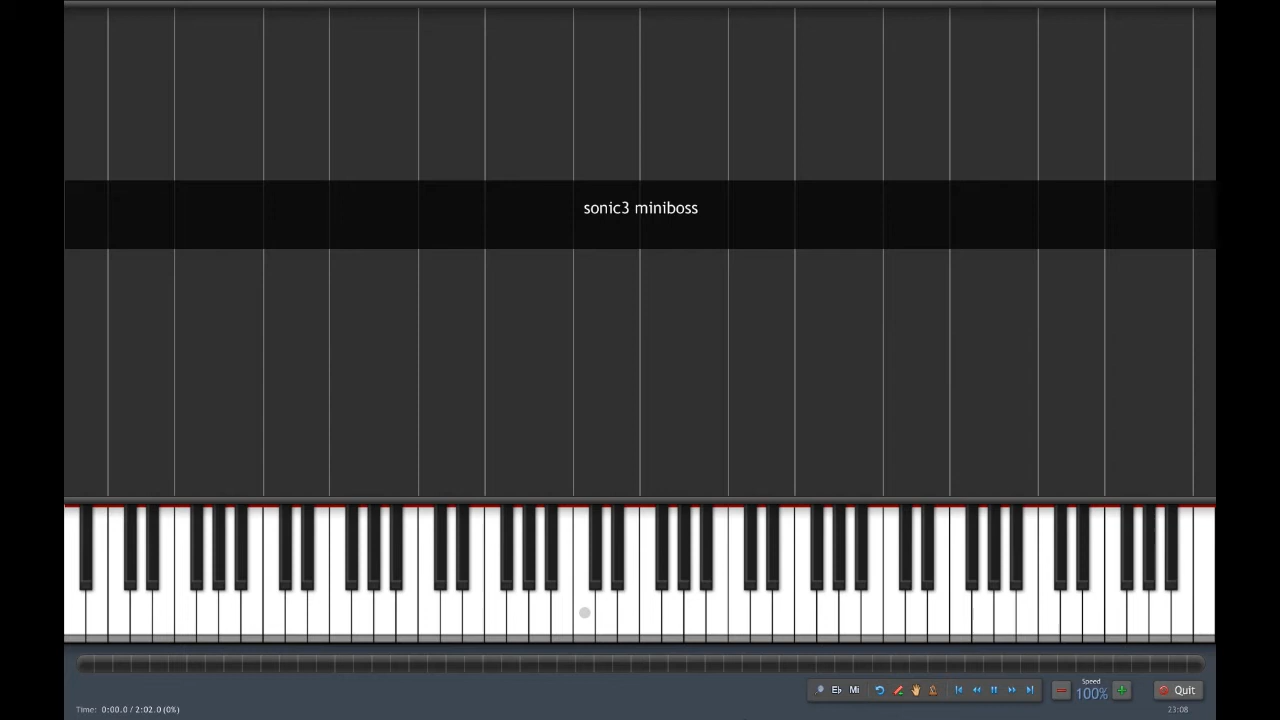 sonic3 miniboss
E♭ Mi
Speed
100%
Quit
Time: 0:00.0 / 2:02.0 (0%)
23:08